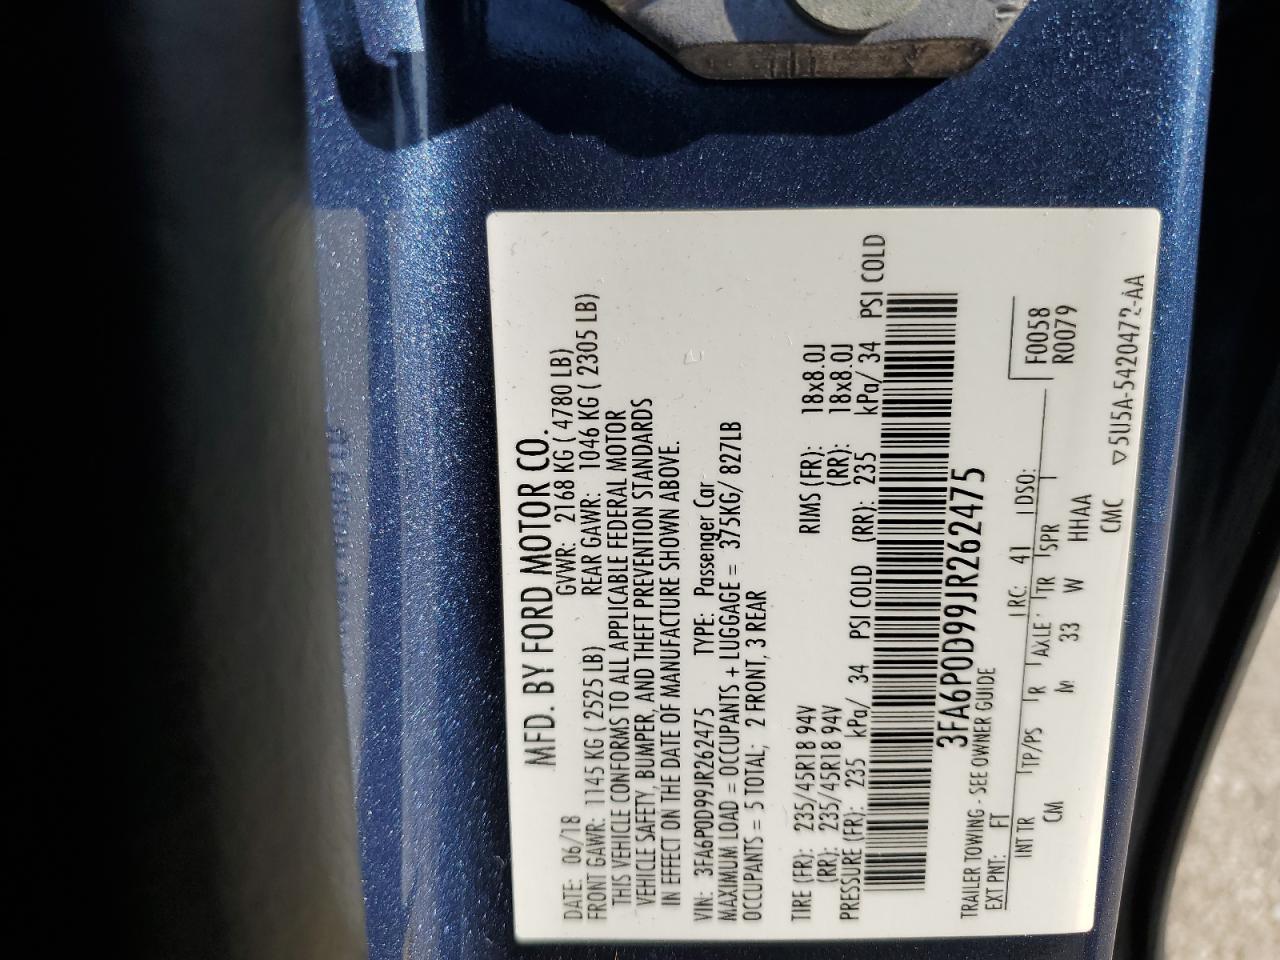 MFD. BY FORD MOTOR CO.
DATE: 06/18 GVWR: 2168 KG ( 4780 LB)
FRONT GAWR: 1145 KG ( 2525 LB) REAR GAWR: 1046 KG ( 2305 LB)
THIS VEHICLE CONFORMS TO ALL APPLICABLE FEDERAL MOTOR
VEHICLE SAFETY, BUMPER, AND THEFT PREVENTION STANDARDS
IN EFFECT ON THE DATE OF MANUFACTURE SHOWN ABOVE.
VIN: 3FA6P0D99JR262475 TYPE: Passenger Car
MAXIMUM LOAD = OCCUPANTS + LUGGAGE = 375KG/ 827LB
OCCUPANTS = 5 TOTAL; 2 FRONT, 3 REAR
TIRE (FR): 235/45R18 94V RIMS (FR): 18x8.0J
(RR): 235/45R18 94V (RR): 18x8.0J
PRESSURE (FR): 235 kPa/ 34 PSI COLD (RR): 235 kPa/ 34 PSI COLD
3FA6P0D99JR262475
TRAILER TOWING - SEE OWNER GUIDE
EXT PNT: FT RC: 41 DSO: F0058
R0079
INT TR TP/PS R AXLE TR SPR
CM M 33 W HHAA
CMC
▽5U5A-5420472-AA